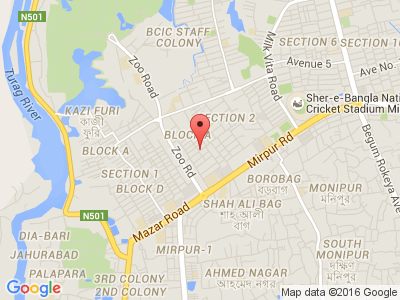 N501
BCIC STAFF
COLONY
SECTION 6
Milk Vita Road
Avenue 5
Ave No.
Zoo Road
Turag River
KAZI FURI
কাজী
ফুরি
SECTION 2
BLOCK A
Sher-e-Bangla Nati
Cricket Stadium Mi
BLOCK A
Zoo Rd
Mirpur Rd
SECTION 1
BLOCK D
BOROBAG
বড়বাগ
MONIPUR
মনিপুর
Begum Rokeya Ave
N501
Mazar Road
SHAH ALI BAG
শাহ আলী
বাগ
DIA-BARI
JAHURABAD
PALAPARA
MIRPUR-1
SOUTH
MONIPUR
দক্ষিণ
মনিপুর
3RD COLONY
2ND COLONY
AHMED NAGAR
আহমেদ নগর
Google
Map data ©2016 Google